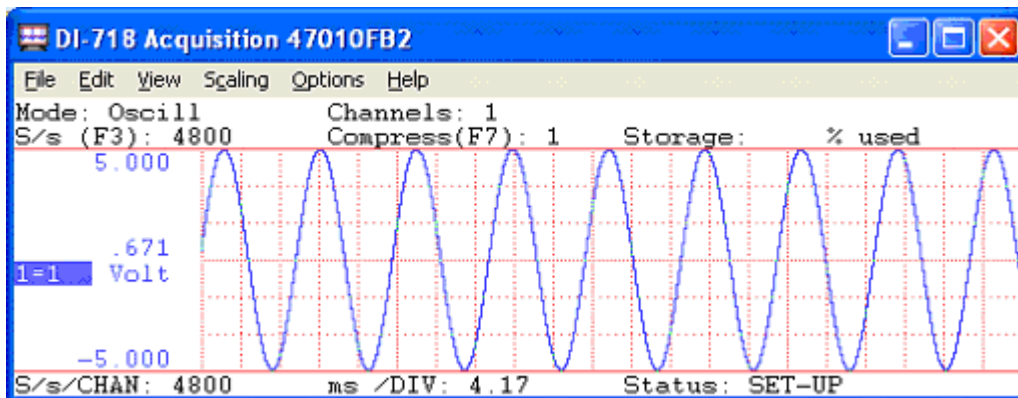 DI-718 Acquisition 47010FB2
File Edit View Scaling Options Help
Mode: Oscill Channels: 1
S/s (F3): 4800 Compress(F7): 1 Storage: % used
5.000
.671
1=1 Volt
-5.000
S/s/CHAN: 4800 ms /DIV: 4.17 Status: SET-UP